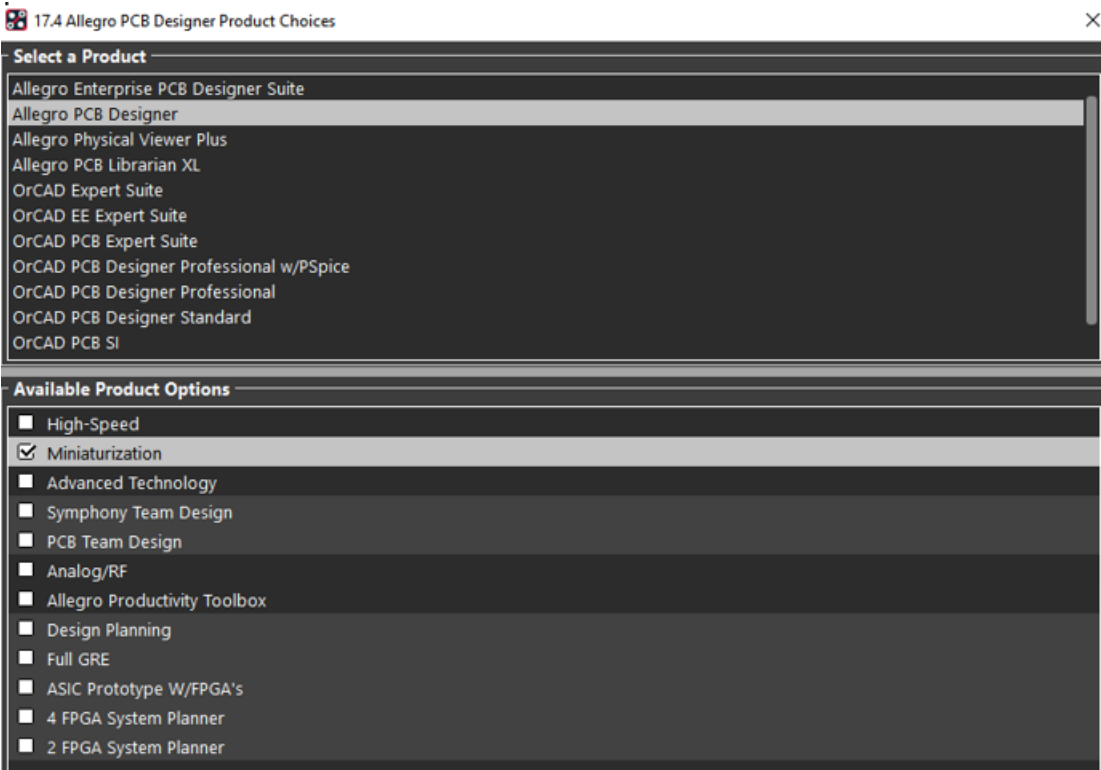 17.4 Allegro PCB Designer Product Choices
Select a Product
Allegro Enterprise PCB Designer Suite
Allegro PCB Designer
Allegro Physical Viewer Plus
Allegro PCB Librarian XL
OrCAD Expert Suite
OrCAD EE Expert Suite
OrCAD PCB Expert Suite
OrCAD PCB Designer Professional w/PSpice
OrCAD PCB Designer Professional
OrCAD PCB Designer Standard
OrCAD PCB SI
Available Product Options
High-Speed
Miniaturization
Advanced Technology
Symphony Team Design
PCB Team Design
Analog/RF
Allegro Productivity Toolbox
Design Planning
Full GRE
ASIC Prototype W/FPGA's
4 FPGA System Planner
2 FPGA System Planner